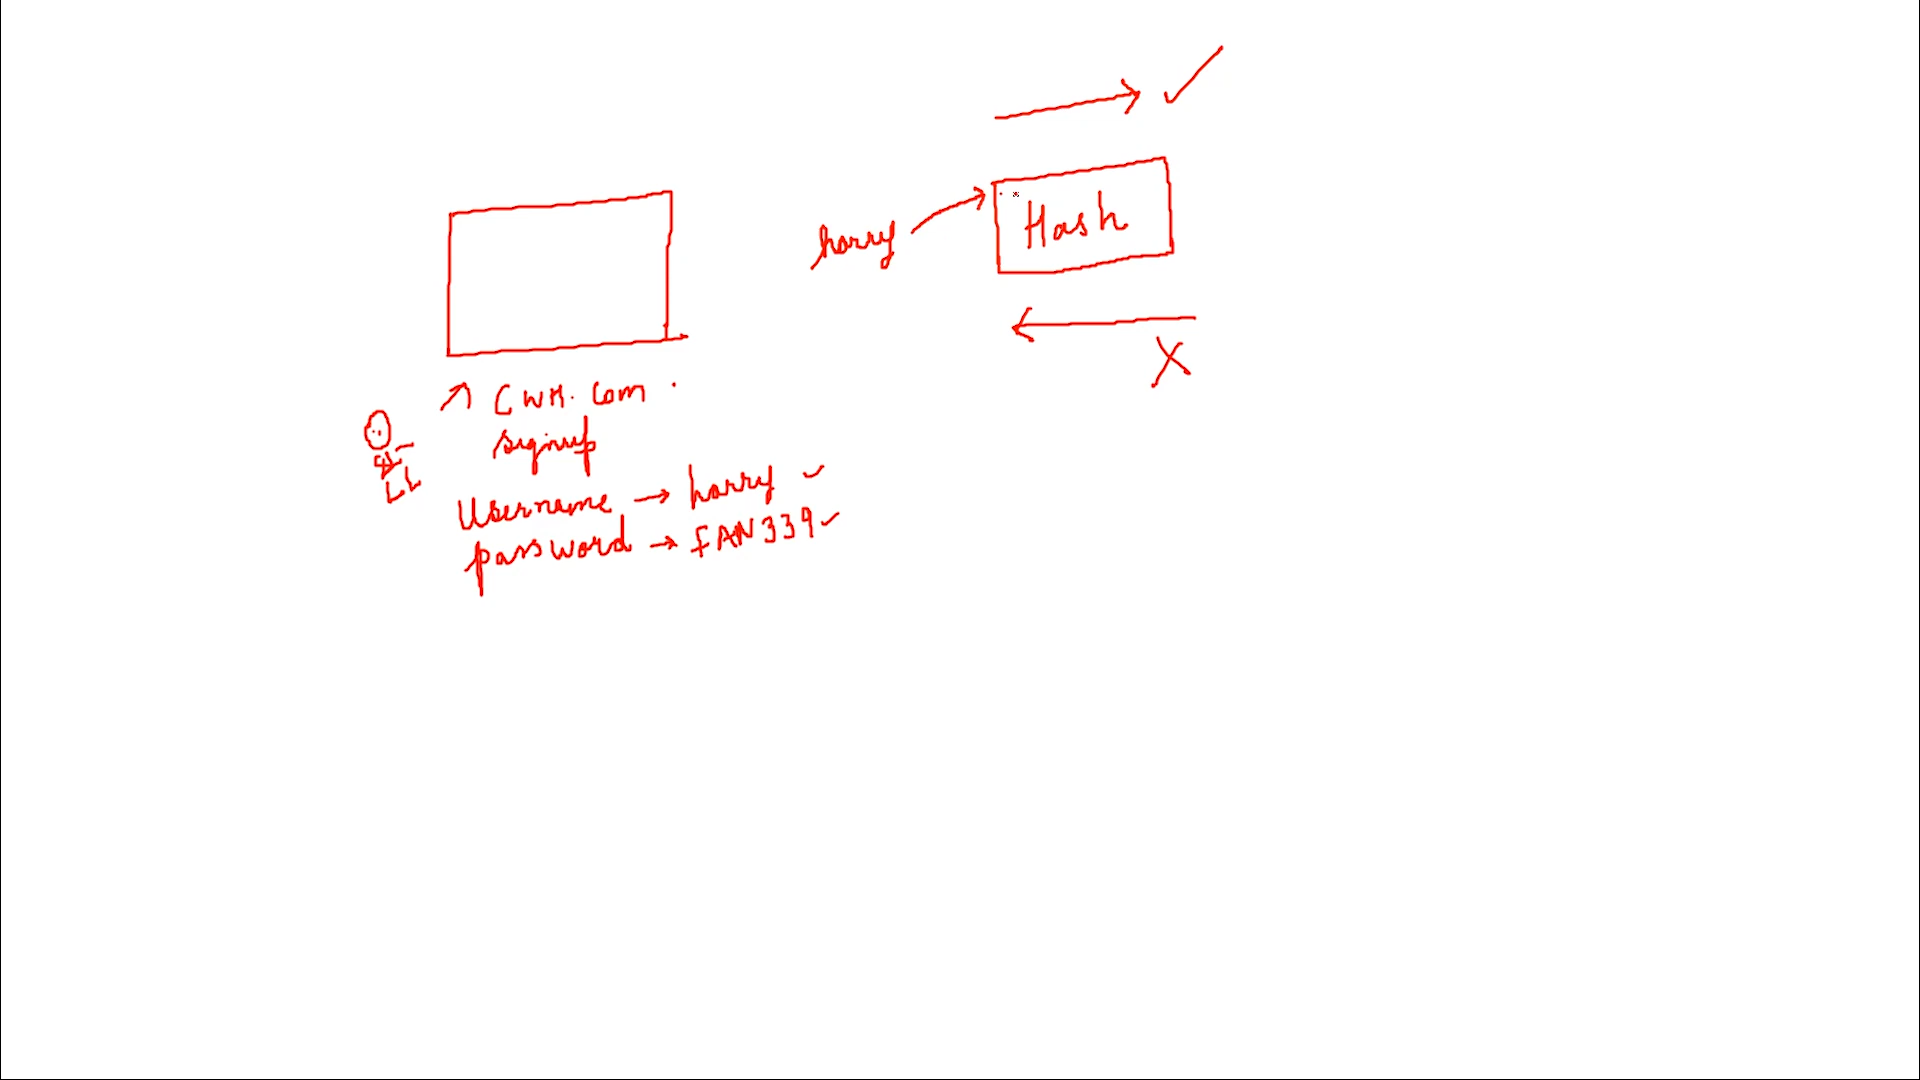 Hash
harry
CWH.Com
signup
Username → harry
password → FAN339